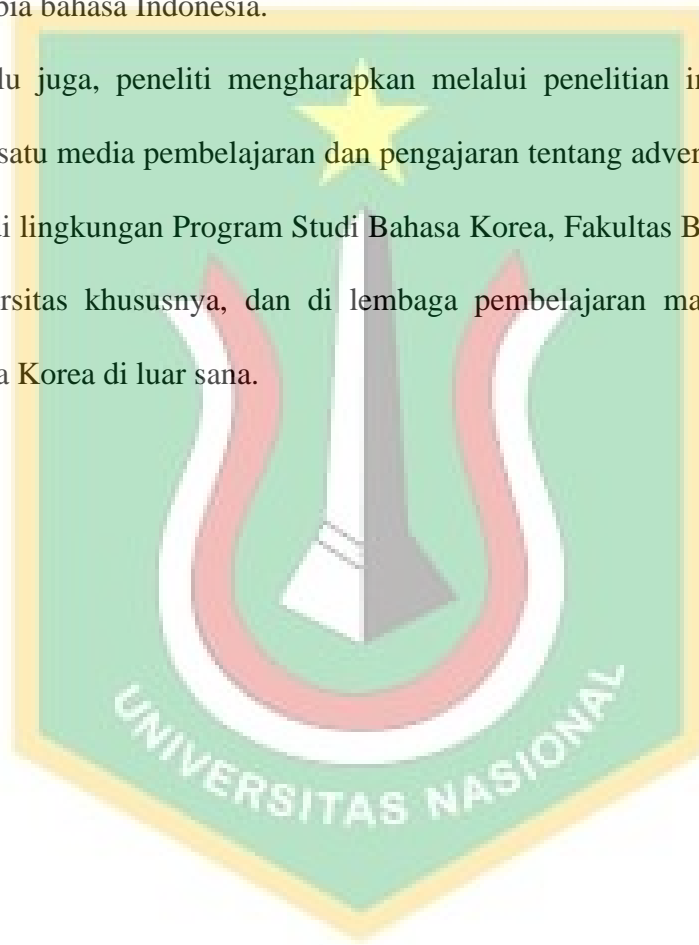 bia bahasa Indonesia.
lu juga, peneliti mengharapkan melalui penelitian in
satu media pembelajaran dan pengajaran tentang adver
di lingkungan Program Studi Bahasa Korea, Fakultas B
rsitas khususnya, dan di lembaga pembelajaran ma
a Korea di luar sana.
UNIVERSITAS NASIONAL